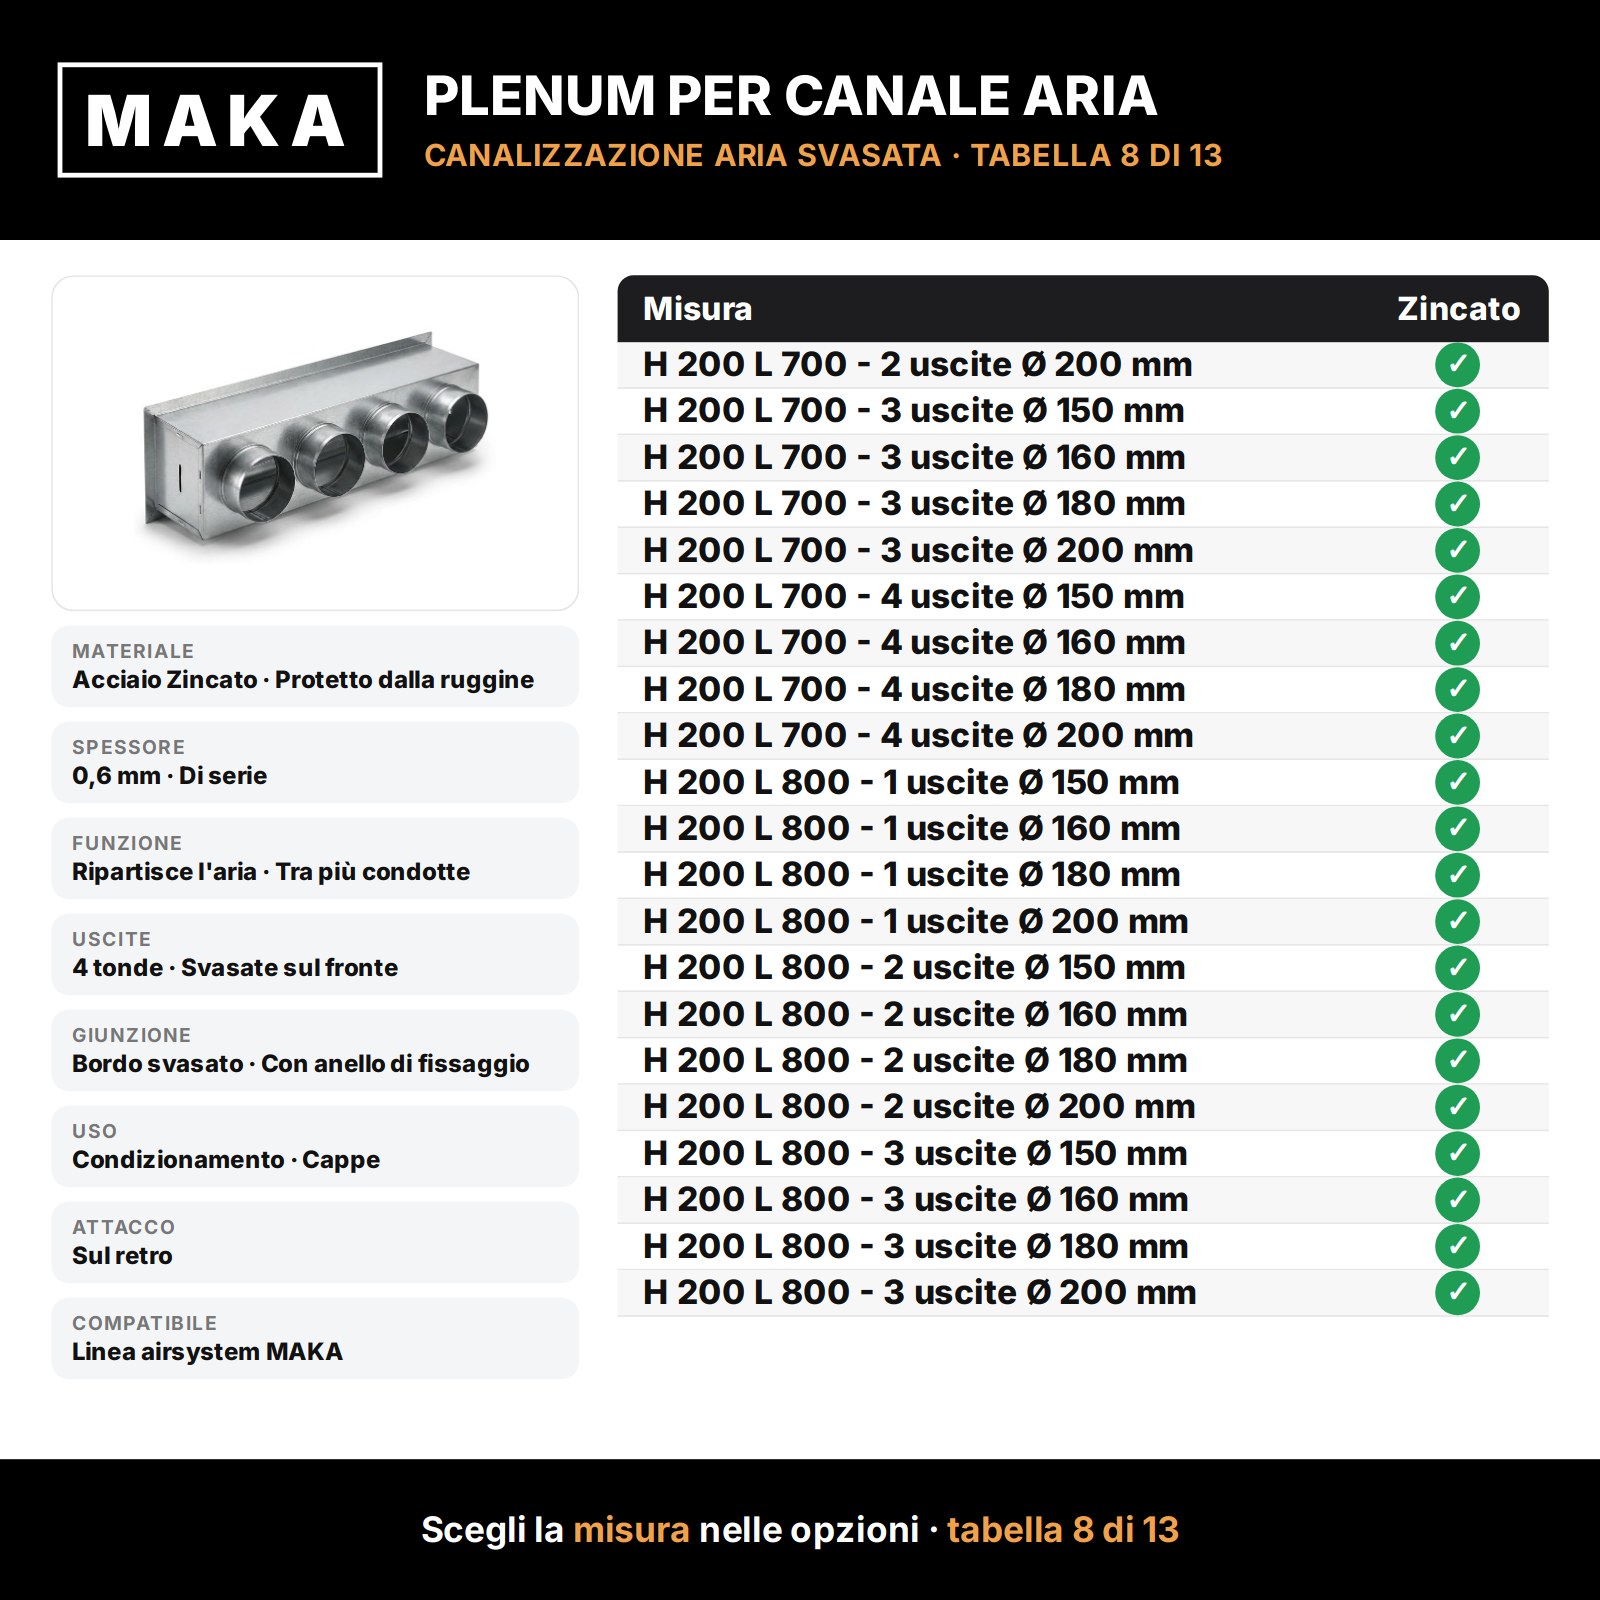 MAKA
PLENUM PER CANALE ARIA
CANALIZZAZIONE ARIA SVASATA · TABELLA 8 DI 13
MATERIALE
Acciaio Zincato · Protetto dalla ruggine
SPESSORE
0,6 mm · Di serie
FUNZIONE
Ripartisce l'aria · Tra più condotte
USCITE
4 tonde · Svasate sul fronte
GIUNZIONE
Bordo svasato · Con anello di fissaggio
USO
Condizionamento · Cappe
ATTACCO
Sul retro
COMPATIBILE
Linea airsystem MAKA
Misura Zincato
H 200 L 700 - 2 uscite Ø 200 mm ✓
H 200 L 700 - 3 uscite Ø 150 mm ✓
H 200 L 700 - 3 uscite Ø 160 mm ✓
H 200 L 700 - 3 uscite Ø 180 mm ✓
H 200 L 700 - 3 uscite Ø 200 mm ✓
H 200 L 700 - 4 uscite Ø 150 mm ✓
H 200 L 700 - 4 uscite Ø 160 mm ✓
H 200 L 700 - 4 uscite Ø 180 mm ✓
H 200 L 700 - 4 uscite Ø 200 mm ✓
H 200 L 800 - 1 uscite Ø 150 mm ✓
H 200 L 800 - 1 uscite Ø 160 mm ✓
H 200 L 800 - 1 uscite Ø 180 mm ✓
H 200 L 800 - 1 uscite Ø 200 mm ✓
H 200 L 800 - 2 uscite Ø 150 mm ✓
H 200 L 800 - 2 uscite Ø 160 mm ✓
H 200 L 800 - 2 uscite Ø 180 mm ✓
H 200 L 800 - 2 uscite Ø 200 mm ✓
H 200 L 800 - 3 uscite Ø 150 mm ✓
H 200 L 800 - 3 uscite Ø 160 mm ✓
H 200 L 800 - 3 uscite Ø 180 mm ✓
H 200 L 800 - 3 uscite Ø 200 mm ✓
Scegli la misura nelle opzioni · tabella 8 di 13